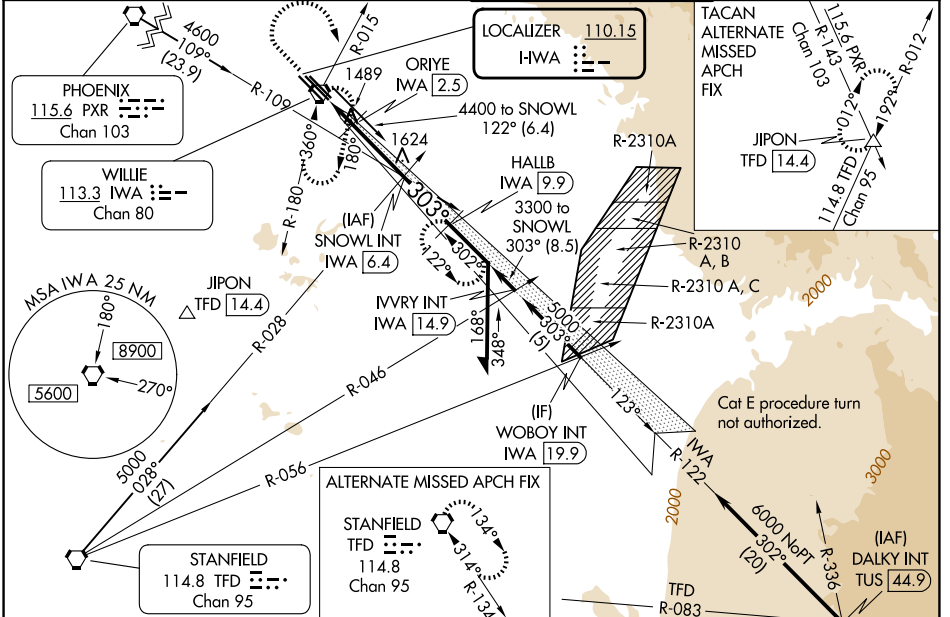 4600
109°
(23.9)
PHOENIX
115.6 PXR
Chan 103
WILLIE
113.3 IWA
Chan 80
R-109
R-015
1489
ORIYE
IWA 2.5
LOCALIZER 110.15
I-IWA
4400 to SNOWL
122° (6.4)
1624
360°
180°
R-180
303°
HALLB
IWA 9.9
3300 to
SNOWL
303° (8.5)
(IAF)
SNOWL INT
IWA 6.4
302°
122°
IVVRY INT
IWA 14.9
168°
348°
5000
303°
(5)
R-2310A
R-2310
A, B
R-2310 A, C
R-2310A
TACAN
ALTERNATE
MISSED
APCH
FIX
115.6 PXR
R-143
Chan 103
R-012
012°
192°
JIPON
TFD 14.4
114.8 TFD
Chan 95
2000
MSA IWA 25 NM
180°
8900
5600
270°
JIPON
TFD 14.4
R-028
R-046
R-056
5000
028°
(27)
(IF)
WOBOY INT
IWA 19.9
123°
IWA
R-122
Cat E procedure turn
not authorized.
3000
2000
6000 NoPT
302°
(20)
R-336
(IAF)
DALKY INT
TUS 44.9
TFD
R-083
STANFIELD
114.8 TFD
Chan 95
ALTERNATE MISSED APCH FIX
STANFIELD
TFD
114.8
Chan 95
134°
314°
R-134